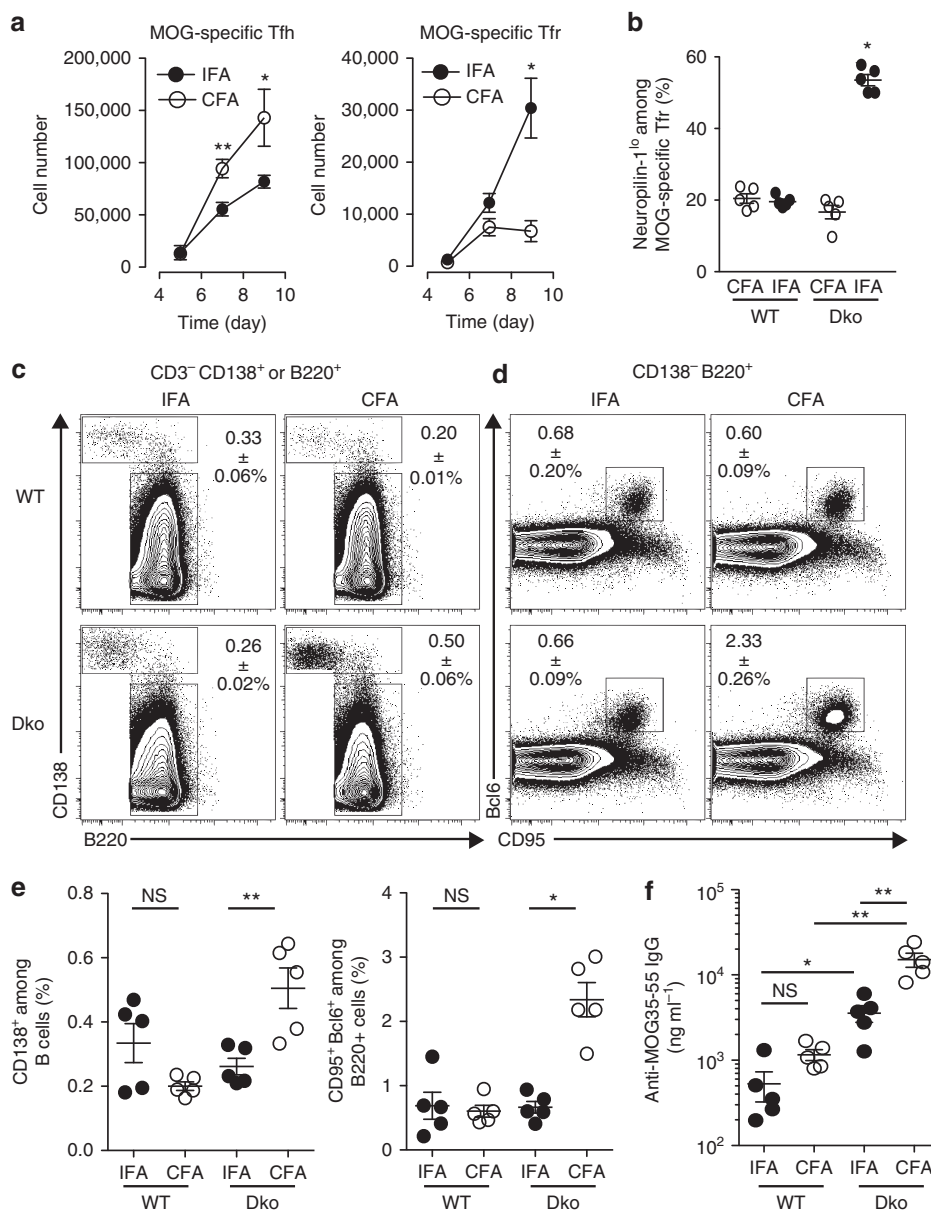 a
MOG-specific Tfh
200,000
150,000
100,000
50,000
0
Cell number
IFA
CFA
**
*
4 6 8 10
Time (day)
MOG-specific Tfr
40,000
30,000
20,000
10,000
0
Cell number
IFA
CFA
*
4 6 8 10
Time (day)
b
Neuropilin-1lo among
MOG-specific Tfr (%)
60
40
20
0
*
CFA IFA CFA IFA
WT Dko
c
CD3− CD138+ or B220+
IFA CFA
WT
0.33
±
0.06%
0.20
±
0.01%
Dko
0.26
±
0.02%
0.50
±
0.06%
CD138
B220
d
CD138− B220+
IFA CFA
0.68
±
0.20%
0.60
±
0.09%
0.66
±
0.09%
2.33
±
0.26%
Bcl6
CD95
e
CD138+ among
B cells (%)
0.8
0.6
0.4
0.2
0.0
NS **
IFA CFA IFA CFA
WT Dko
CD95+ Bcl6+ among
B220+ cells (%)
4
3
2
1
0
NS *
IFA CFA IFA CFA
WT Dko
f
Anti-MOG35-55 IgG
(ng ml−1)
10^5
10^4
10^3
10^2
**
**
*
NS
IFA CFA IFA CFA
WT Dko